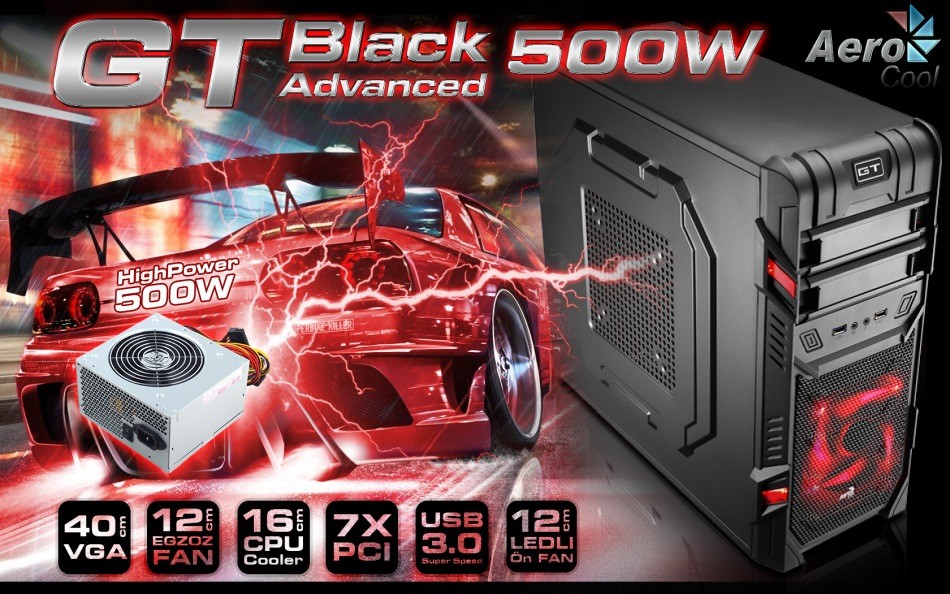 GT Black 500W
Advanced
Aero
Cool
GT
HighPower
500W
40cm
VGA
12cm
EGZOZ
FAN
16cm
CPU
Cooler
7X
PCI
USB
3.0
Super Speed
12cm
LEDLI
Ön FAN